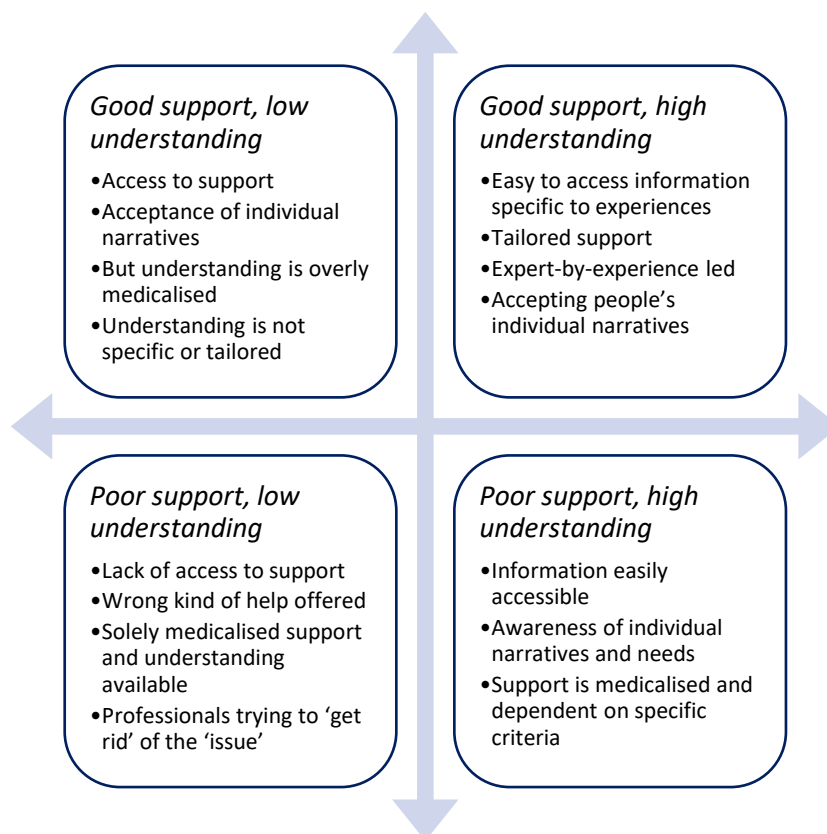 Good support, low
understanding
•Access to support
•Acceptance of individual
narratives
•But understanding is overly
medicalised
•Understanding is not
specific or tailored
Good support, high
understanding
•Easy to access information
specific to experiences
•Tailored support
•Expert-by-experience led
•Accepting people’s
individual narratives
Poor support, low
understanding
•Lack of access to support
•Wrong kind of help offered
•Solely medicalised support
and understanding
available
•Professionals trying to ‘get
rid’ of the ‘issue’
Poor support, high
understanding
•Information easily
accessible
•Awareness of individual
narratives and needs
•Support is medicalised and
dependent on specific
criteria